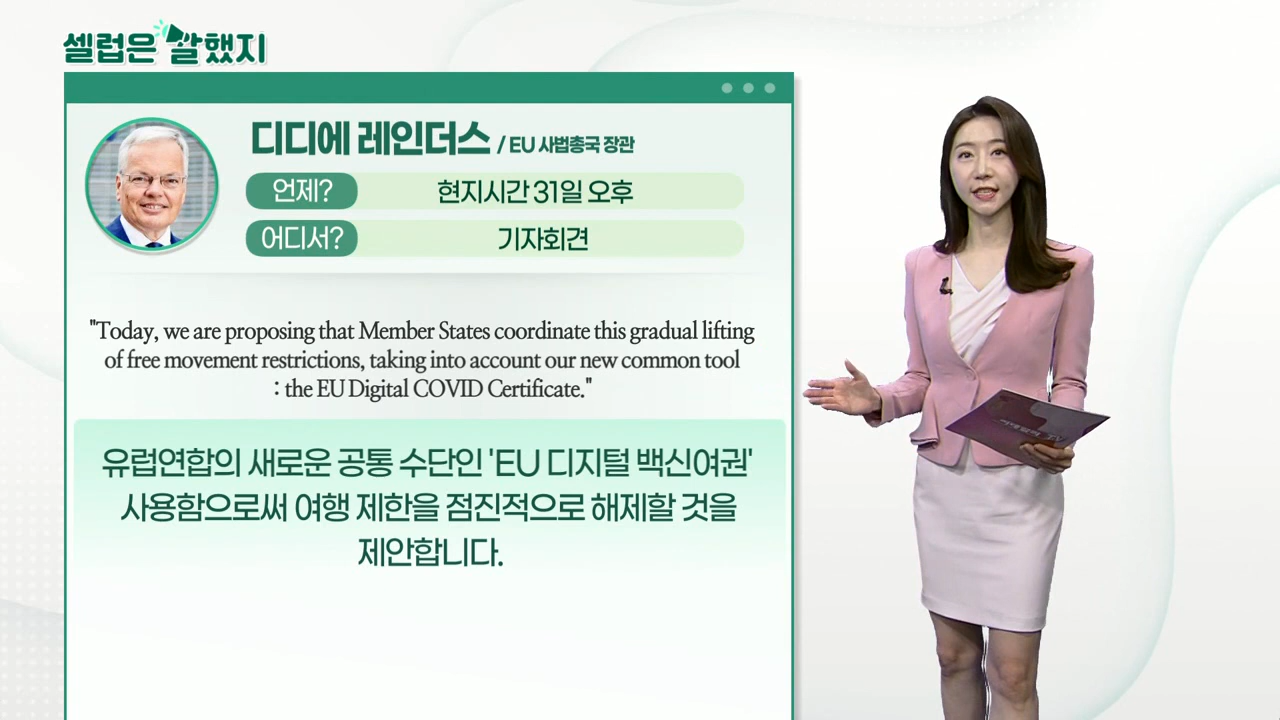 셀럽은 말했지
디디에 레인더스 / EU 사법총국 장관
언제? 현지시간 31일 오후
어디서? 기자회견
"Today, we are proposing that Member States coordinate this gradual lifting
of free movement restrictions, taking into account our new common tool
: the EU Digital COVID Certificate."
유럽연합의 새로운 공통 수단인 'EU 디지털 백신여권'
사용함으로써 여행 제한을 점진적으로 해제할 것을
제안합니다.